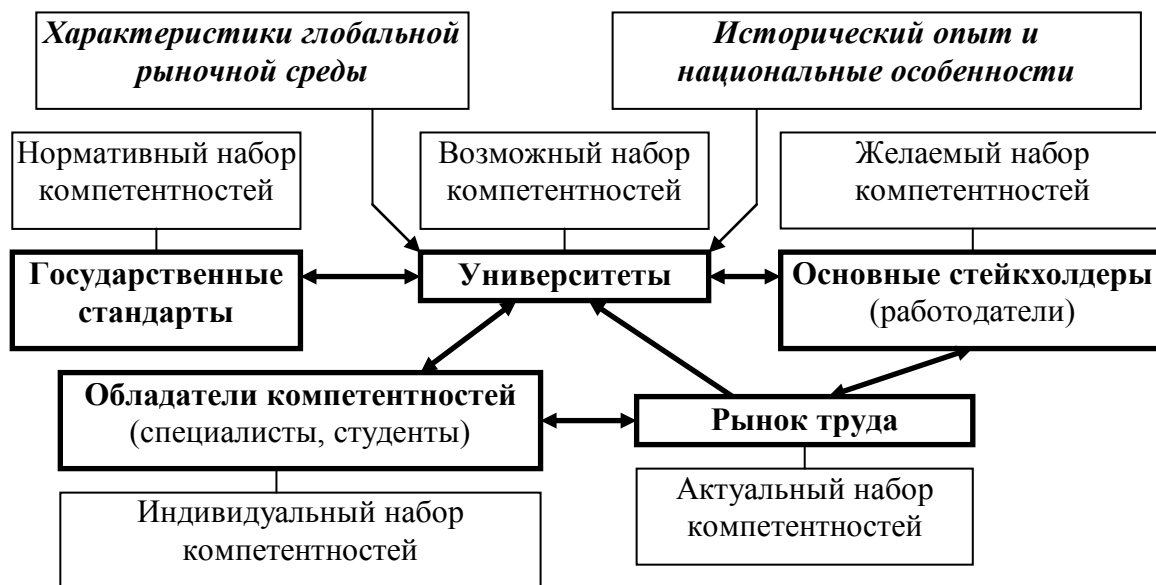 Характеристики глобальной
рыночной среды
Исторический опыт и
национальные особенности
Нормативный набор
компетентностей
Возможный набор
компетентностей
Желаемый набор
компетентностей
Государственные
стандарты
Университеты
Основные стейкхолдеры
(работодатели)
Обладатели компетентностей
(специалисты, студенты)
Рынок труда
Индивидуальный набор
компетентностей
Актуальный набор
компетентностей